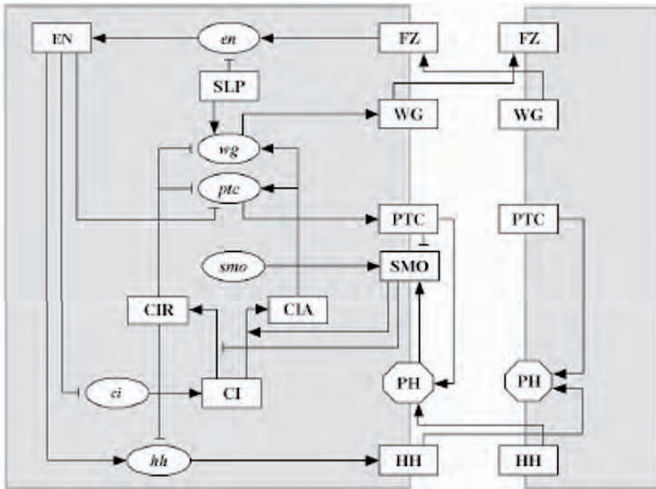 EN en FZ FZ
SLP
WG WG
wg
ptc
PTC PTC
smo SMO
CIR CIA
PH PH
ci CI
hh HH HH